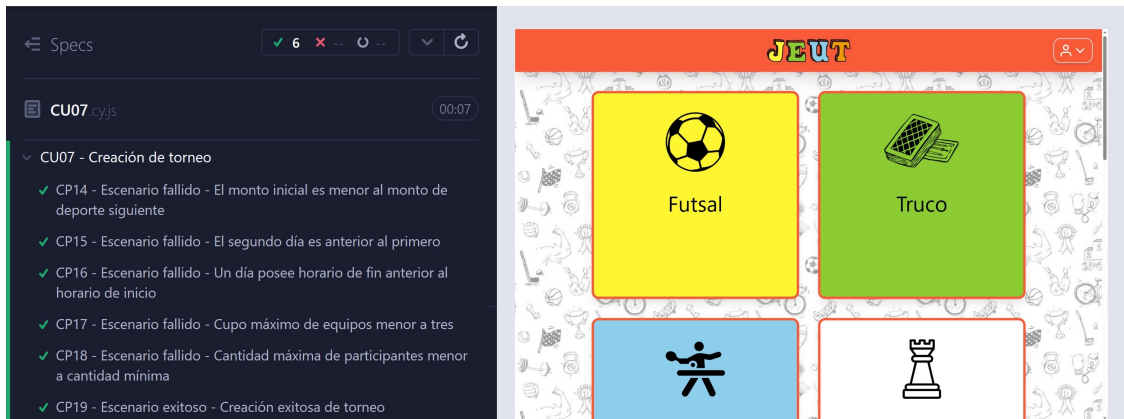 Specs
6 -- --
CU07.cy.js
00:07
CU07 - Creación de torneo
CP14 - Escenario fallido - El monto inicial es menor al monto de
deporte siguiente
CP15 - Escenario fallido - El segundo día es anterior al primero
CP16 - Escenario fallido - Un día posee horario de fin anterior al
horario de inicio
CP17 - Escenario fallido - Cupo máximo de equipos menor a tres
CP18 - Escenario fallido - Cantidad máxima de participantes menor
a cantidad mínima
CP19 - Escenario exitoso - Creación exitosa de torneo
JEUT
Futsal
Truco